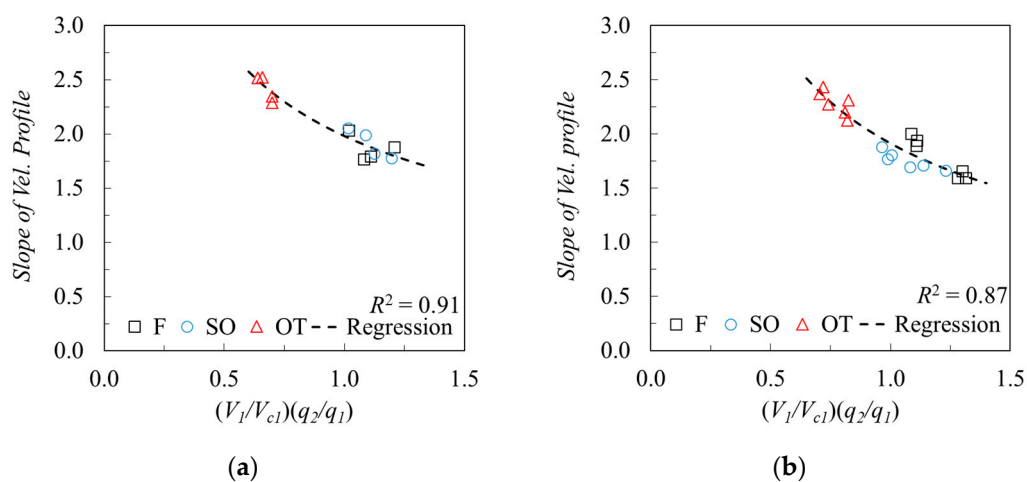 3.0
2.5
2.0
1.5
1.0
0.5
0.0
Slope of Vel. Profile
R² = 0.91
F SO OT Regression
0.0 0.5 1.0 1.5
(V₁/Vc₁)(q₂/q₁)
(a)
3.0
2.5
2.0
1.5
1.0
0.5
0.0
Slope of Vel. profile
R² = 0.87
F SO OT Regression
0.0 0.5 1.0 1.5
(V₁/Vc₁)(q₂/q₁)
(b)